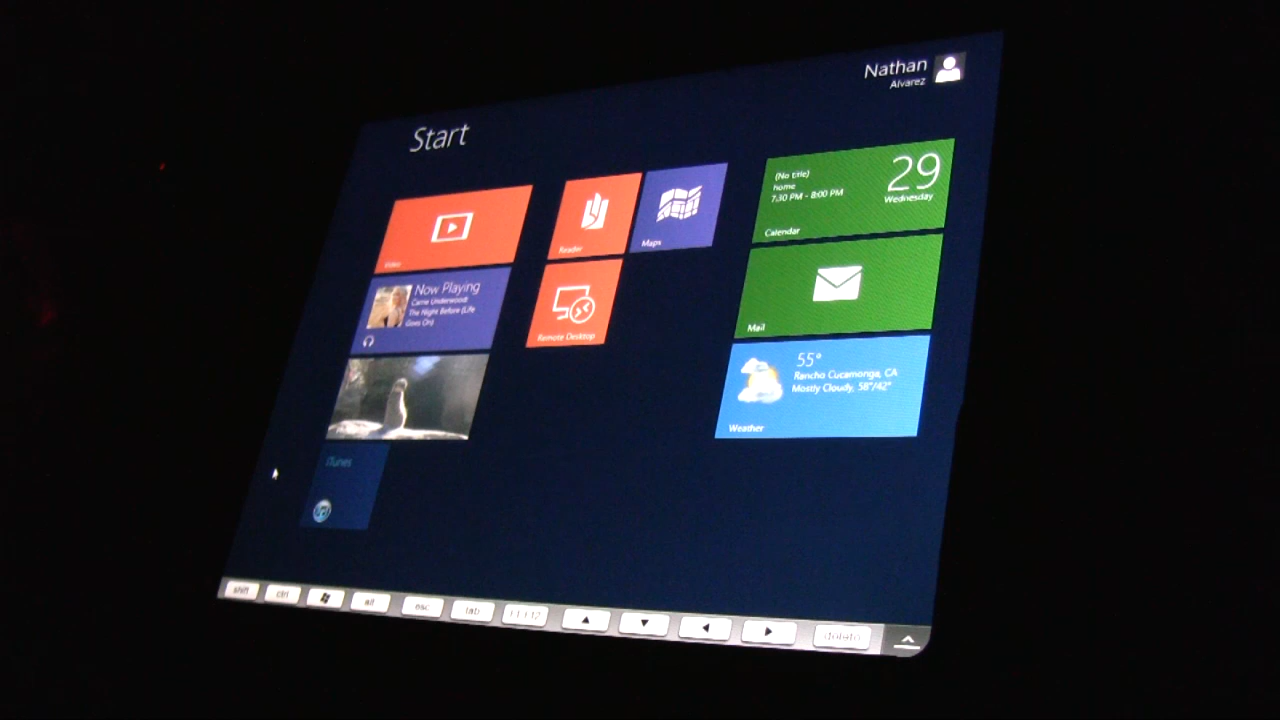 Nathan
Alvarez
Start
Video
Now Playing
Carrie Underwood
The Night Before (Life
Goes On)
iTunes
Reader
Maps
Remote Desktop
(No title)
home
7:30 PM - 8:00 PM
29
Wednesday
Calendar
Mail
55°
Rancho Cucamonga, CA
Mostly Cloudy, 58°/42°
Weather
shift
ctrl
alt
esc
tab
F1-F12
delete